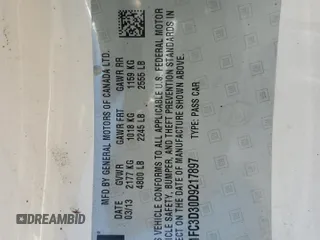 MFD BY GENERAL MOTORS OF CANADA LTD.
DATE GVWR GAWR FRT GAWR RR
03/13 2177 KG 1018 KG 1159 KG
4800 LB 2245 LB 2555 LB
VEHICLE CONFORMS TO ALL APPLICABLE U.S. FEDERAL MOTOR
VEHICLE SAFETY, BUMPER, AND THEFT PREVENTION STANDARDS IN
EFFECT ON THE DATE OF MANUFACTURE SHOWN ABOVE.
1FC3D30D9217897 TYPE: PASS CAR
DRIVEBIDCARS